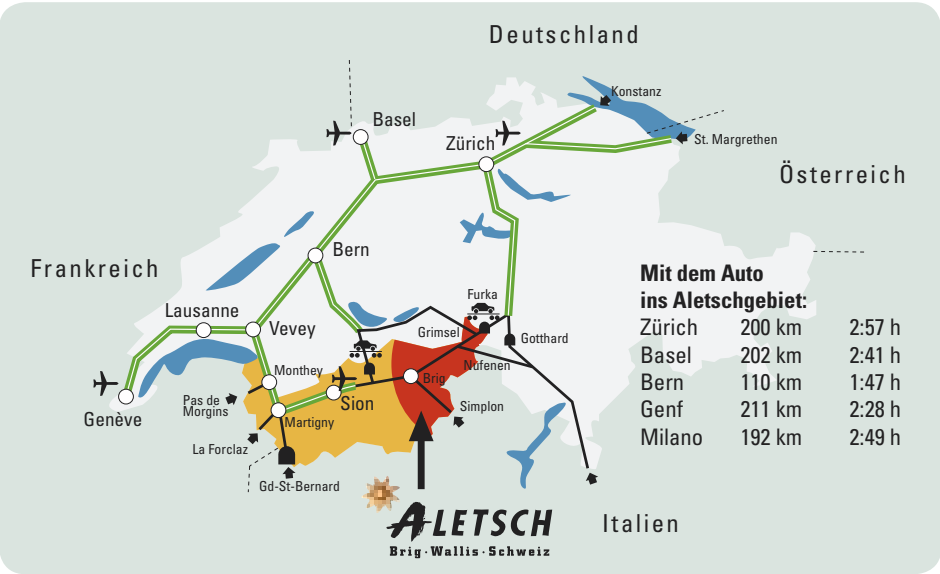 Deutschland
Konstanz
Basel
Zürich
St. Margrethen
Österreich
Bern
Frankreich
Mit dem Auto
ins Aletschgebiet:
Zürich 200 km 2:57 h
Basel 202 km 2:41 h
Bern 110 km 1:47 h
Genf 211 km 2:28 h
Milano 192 km 2:49 h
Furka
Lausanne
Vevey
Grimsel
Gotthard
Nufenen
Monthey
Brig
Pas de
Morgins
Sion
Simplon
Genève
Martigny
La Forclaz
Gd-St-Bernard
ALETSCH
Brig · Wallis · Schweiz
Italien